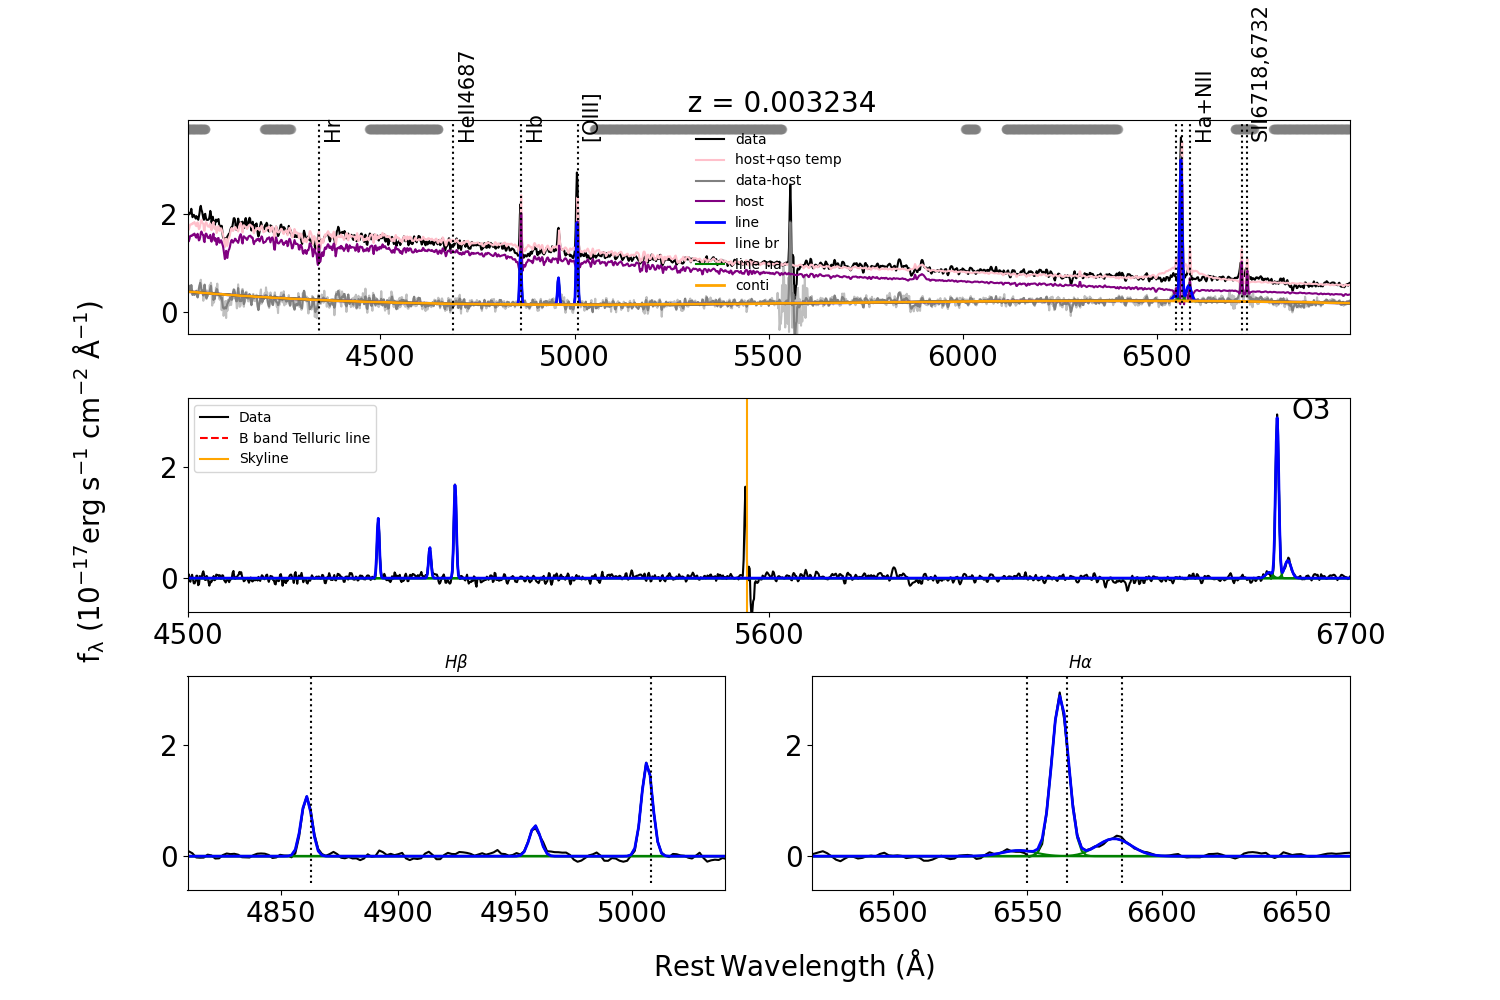 z = 0.003234
Hr
HeII4687
Hb
[OIII]
Ha+NII
SII6718,6732
data
host+qso temp
data-host
host
line
line br
line na
conti
2
0
4500 5000 5500 6000 6500
fλ (10⁻¹⁷erg s⁻¹ cm⁻² Å⁻¹)
Data
B band Telluric line
Skyline
O3
2
0
4500 5600 6700
Hβ
2
0
4850 4900 4950 5000
Hα
2
0
6500 6550 6600 6650
Rest Wavelength (Å)